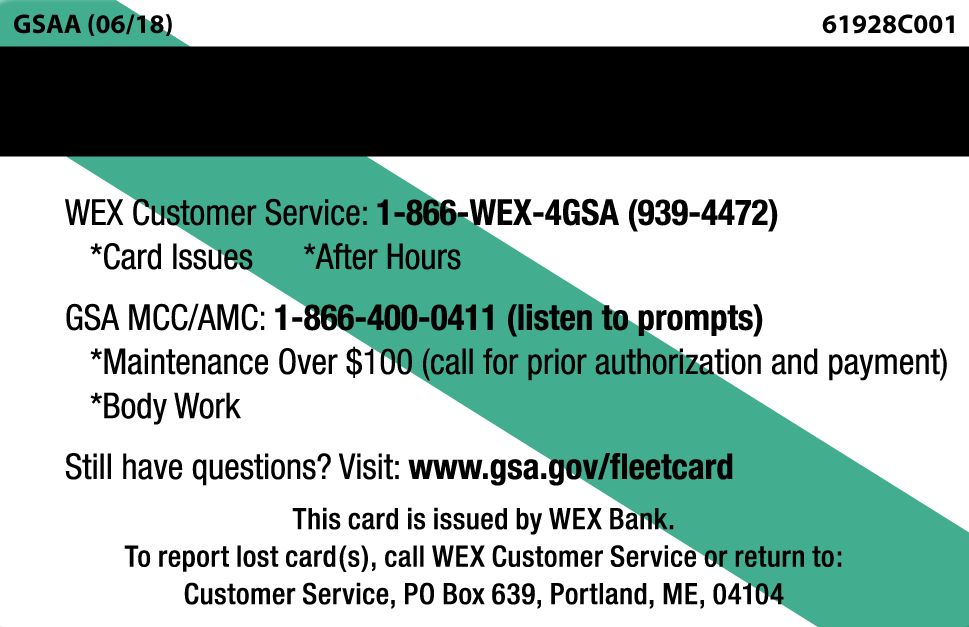 GSAA (06/18) 61928C001
WEX Customer Service: 1-866-WEX-4GSA (939-4472)
*Card Issues *After Hours
GSA MCC/AMC: 1-866-400-0411 (listen to prompts)
*Maintenance Over $100 (call for prior authorization and payment)
*Body Work
Still have questions? Visit: www.gsa.gov/fleetcard
This card is issued by WEX Bank.
To report lost card(s), call WEX Customer Service or return to:
Customer Service, PO Box 639, Portland, ME, 04104